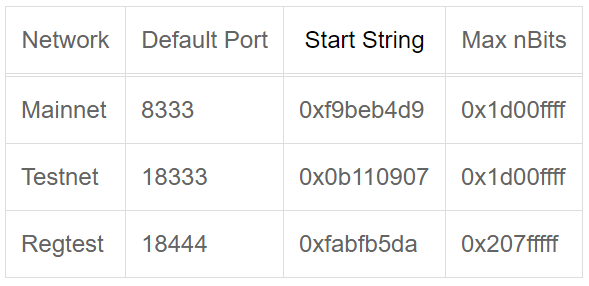 Network Default Port Start String Max nBits
Mainnet 8333 0xf9beb4d9 0x1d00ffff
Testnet 18333 0x0b110907 0x1d00ffff
Regtest 18444 0xfabfb5da 0x207fffff